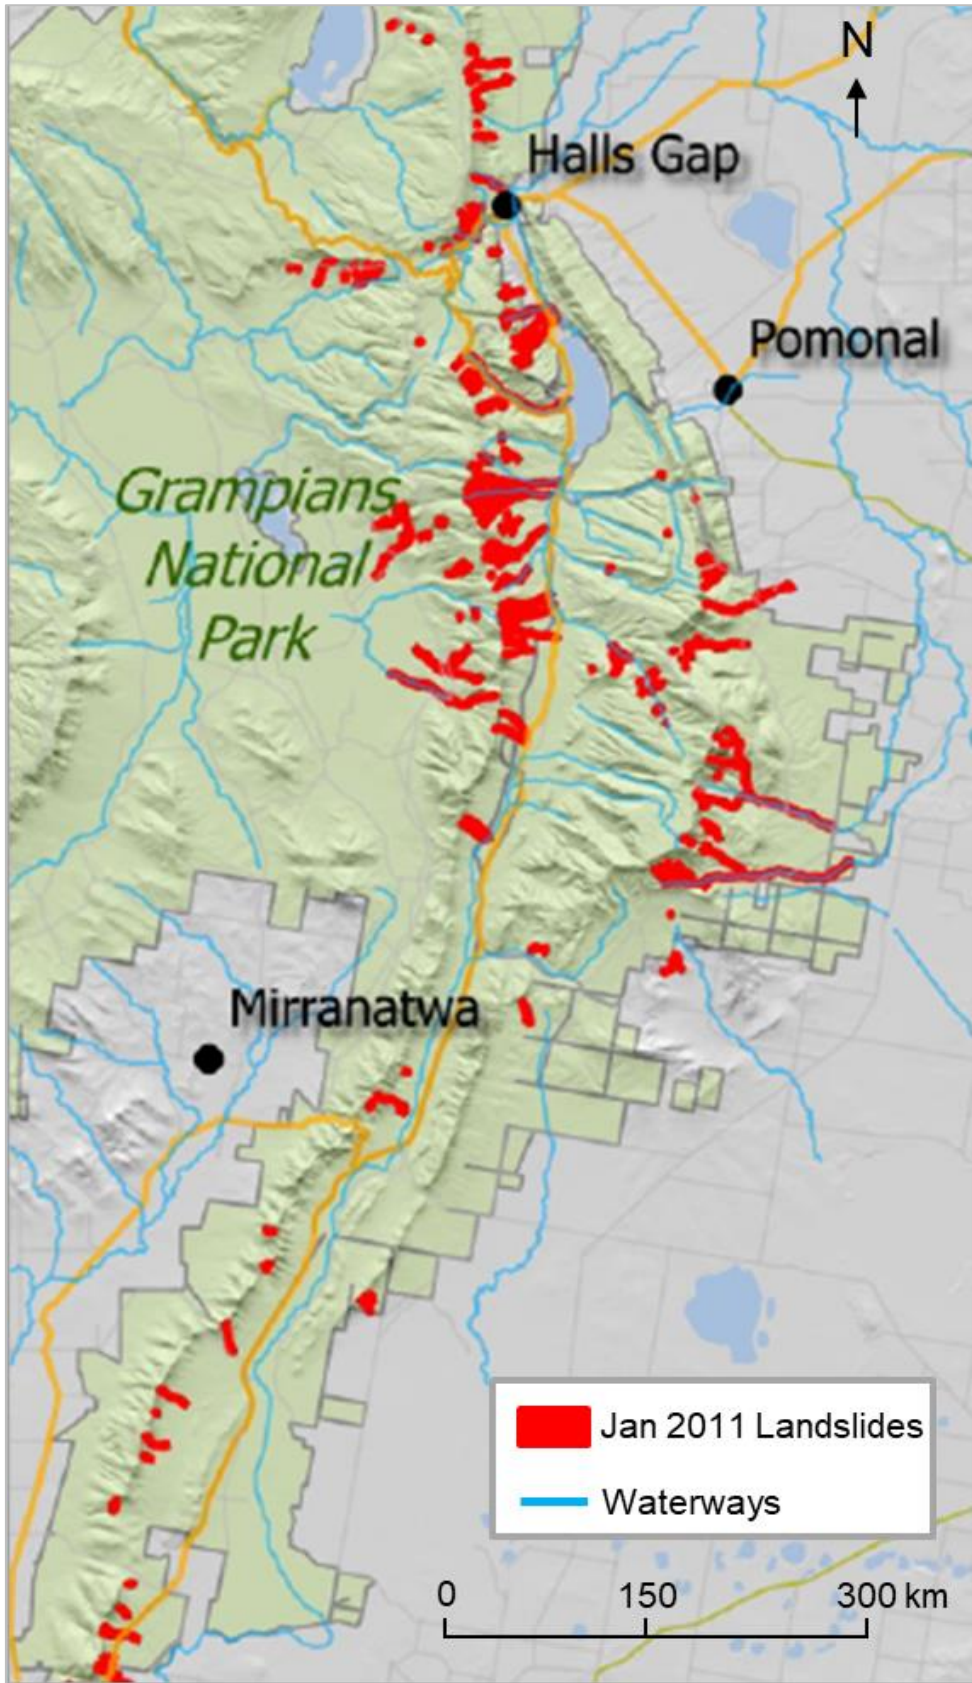 N
Halls Gap
Pomonal
Grampians
National
Park
Mirranatwa
Jan 2011 Landslides
Waterways
0 150 300 km